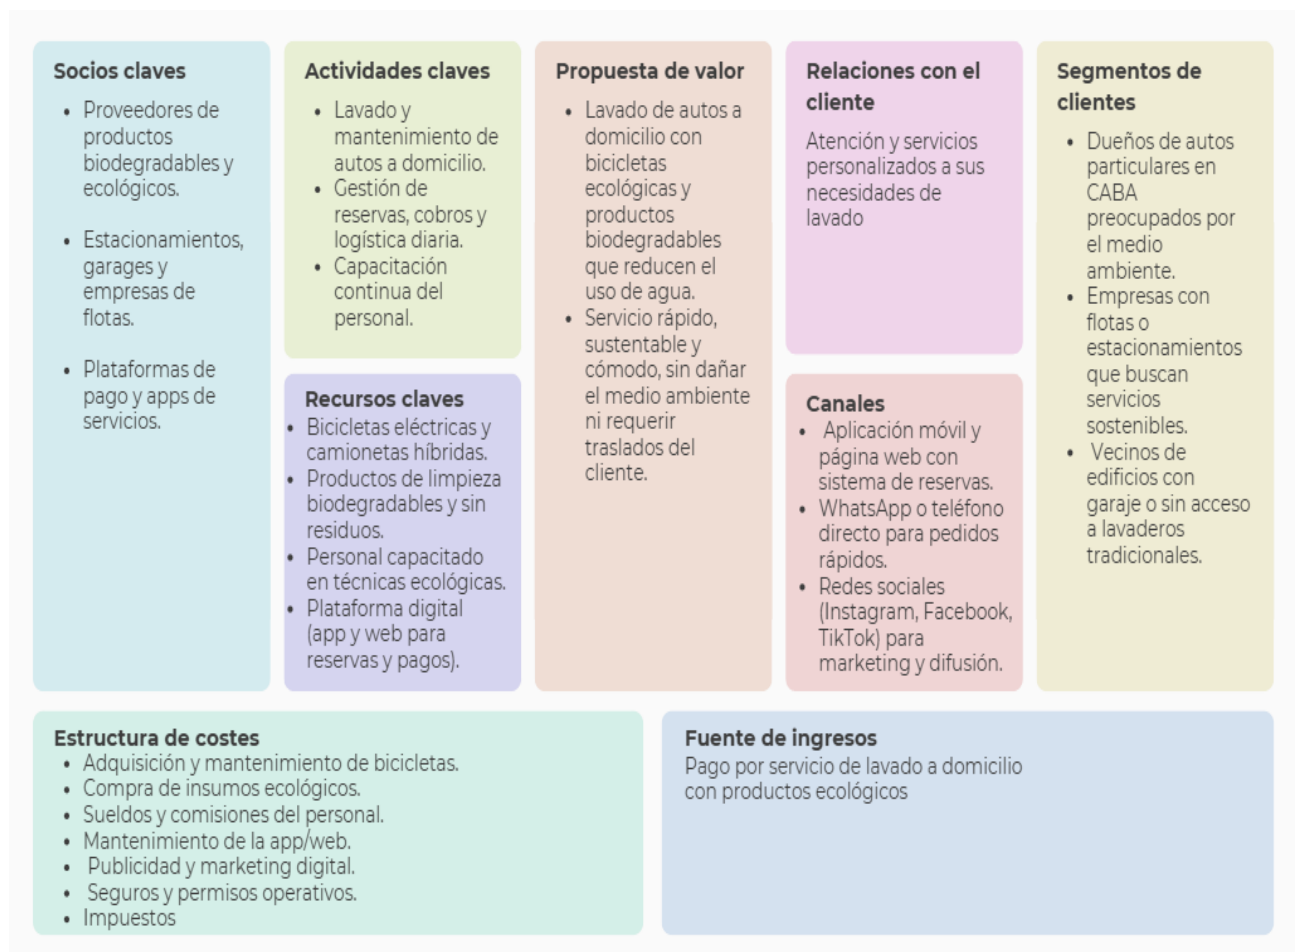 Socios claves
• Proveedores de
productos
biodegradables y
ecológicos.
• Estacionamientos,
garages y
empresas de
flotas.
• Plataformas de
pago y apps de
servicios.
Actividades claves
• Lavado y
mantenimiento de
autos a domicilio.
• Gestión de
reservas, cobros y
logística diaria.
• Capacitación
continua del
personal.
Recursos claves
• Bicicletas eléctricas y
camionetas híbridas.
• Productos de limpieza
biodegradables y sin
residuos.
• Personal capacitado
en técnicas ecológicas.
• Plataforma digital
(app y web para
reservas y pagos).
Propuesta de valor
• Lavado de autos a
domicilio con
bicicletas
ecológicas y
productos
biodegradables
que reducen el
uso de agua.
• Servicio rápido,
sustentable y
cómodo, sin dañar
el medio ambiente
ni requerir
traslados del
cliente.
Relaciones con el
cliente
Atención y servicios
personalizados a sus
necesidades de
lavado
Canales
• Aplicación móvil y
página web con
sistema de reservas.
• WhatsApp o teléfono
directo para pedidos
rápidos.
• Redes sociales
(Instagram, Facebook,
TikTok) para
marketing y difusión.
Segmentos de
clientes
• Dueños de autos
particulares en
CABA
preocupados por
el medio
ambiente.
• Empresas con
flotas o
estacionamientos
que buscan
servicios
sostenibles.
• Vecinos de
edificios con
garaje o sin acceso
a lavaderos
tradicionales.
Estructura de costes
• Adquisición y mantenimiento de bicicletas.
• Compra de insumos ecológicos.
• Sueldos y comisiones del personal.
• Mantenimiento de la app/web.
• Publicidad y marketing digital.
• Seguros y permisos operativos.
• Impuestos
Fuente de ingresos
Pago por servicio de lavado a domicilio
con productos ecológicos